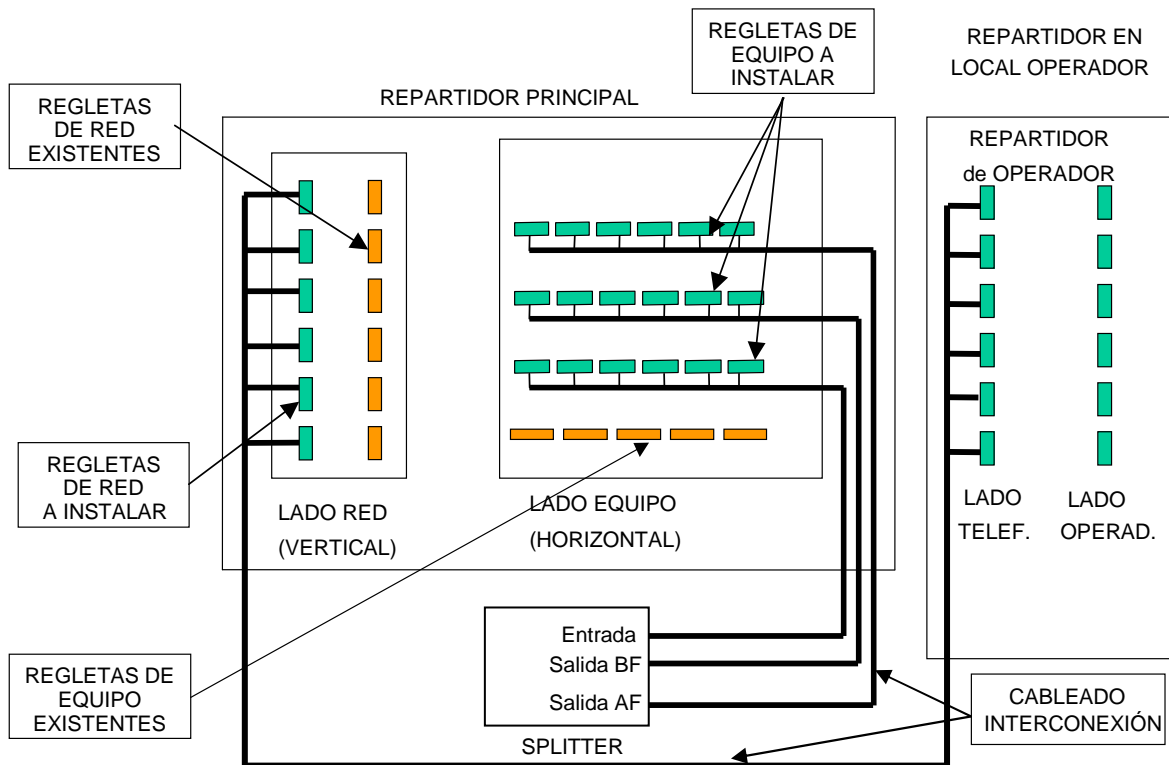 REGLETAS DE
EQUIPO A
INSTALAR
REPARTIDOR EN
LOCAL OPERADOR
REPARTIDOR PRINCIPAL
REGLETAS
DE RED
EXISTENTES
REPARTIDOR
de OPERADOR
REGLETAS
DE RED
A INSTALAR
LADO RED
(VERTICAL)
LADO EQUIPO
(HORIZONTAL)
LADO
TELEF.
LADO
OPERAD.
Entrada
Salida BF
Salida AF
SPLITTER
REGLETAS DE
EQUIPO
EXISTENTES
CABLEADO
INTERCONEXIÓN